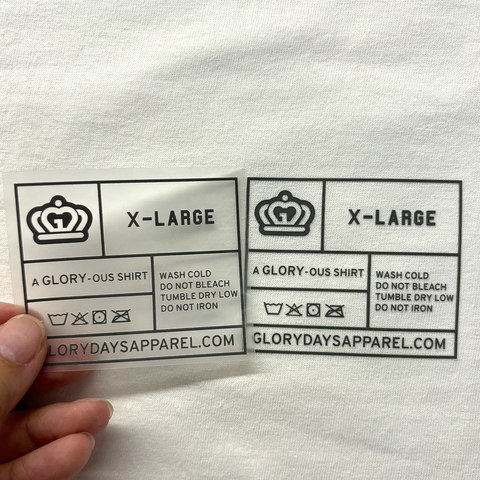 G
X-LARGE
A GLORY-OUS SHIRT
WASH COLD
DO NOT BLEACH
TUMBLE DRY LOW
DO NOT IRON
GLORYDAYSAPPAREL.COM
G
X-LARGE
A GLORY-OUS SHIRT
WASH COLD
DO NOT BLEACH
TUMBLE DRY LOW
DO NOT IRON
GLORYDAYSAPPAREL.COM